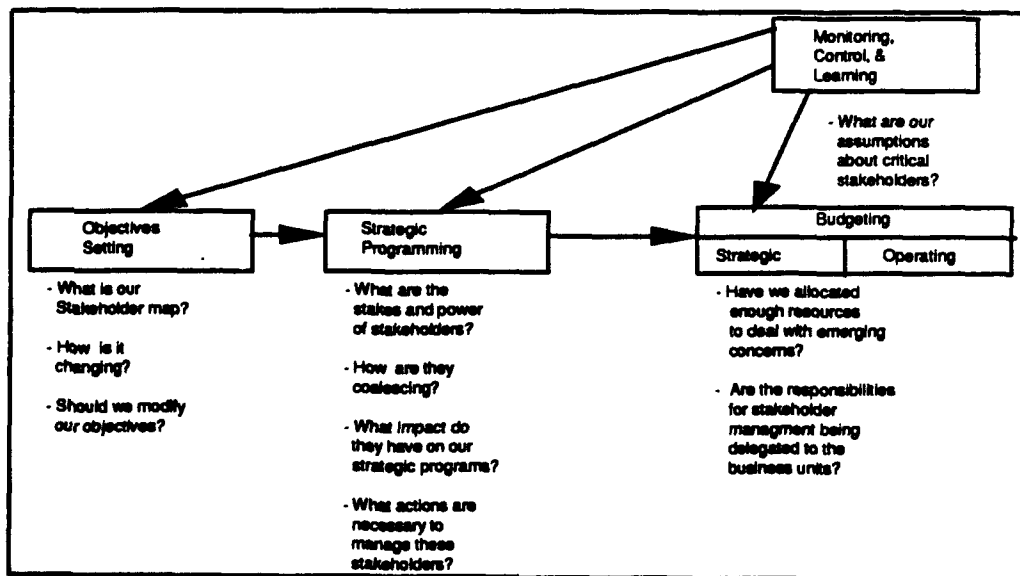 Monitoring,
Control, &
Learning
- What are our
assumptions
about critical
stakeholders?
Objectives
Setting
- What is our
Stakeholder map?
- How is it
changing?
- Should we modify
our objectives?
Strategic
Programming
- What are the
stakes and power
of stakeholders?
- How are they
coalescing?
- What impact do
they have on our
strategic programs?
- What actions are
necessary to
manage these
stakeholders?
Budgeting
Strategic
Operating
- Have we allocated
enough resources
to deal with emerging
concerns?
- Are the responsibilities
for stakeholder
managment being
delegated to the
business units?